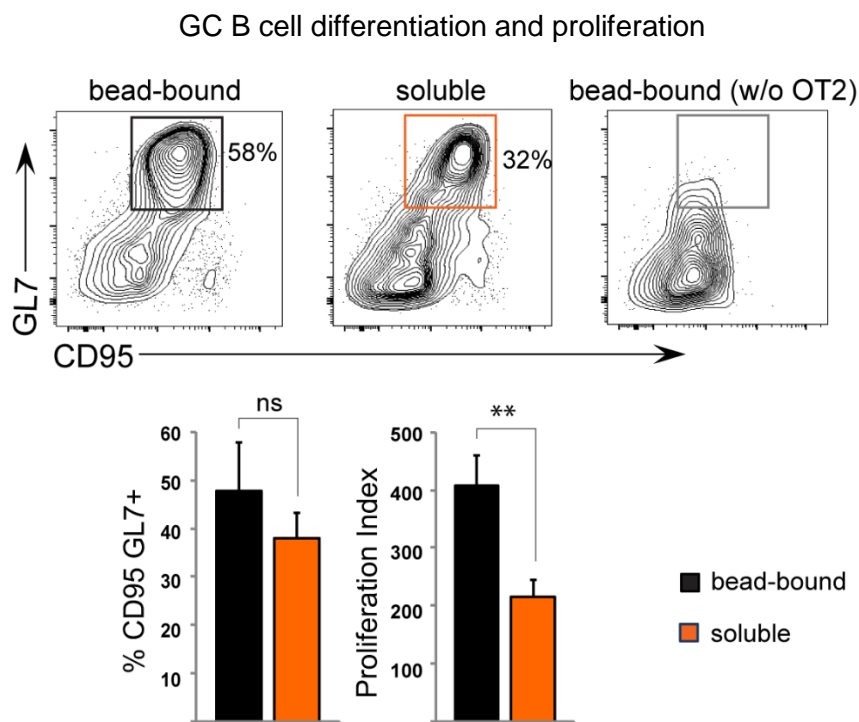 GC B cell differentiation and proliferation
bead-bound
soluble
bead-bound (w/o OT2)
58%
32%
GL7
CD95
ns
**
60
50
40
30
20
10
% CD95 GL7+
500
400
300
200
100
Proliferation Index
bead-bound
soluble